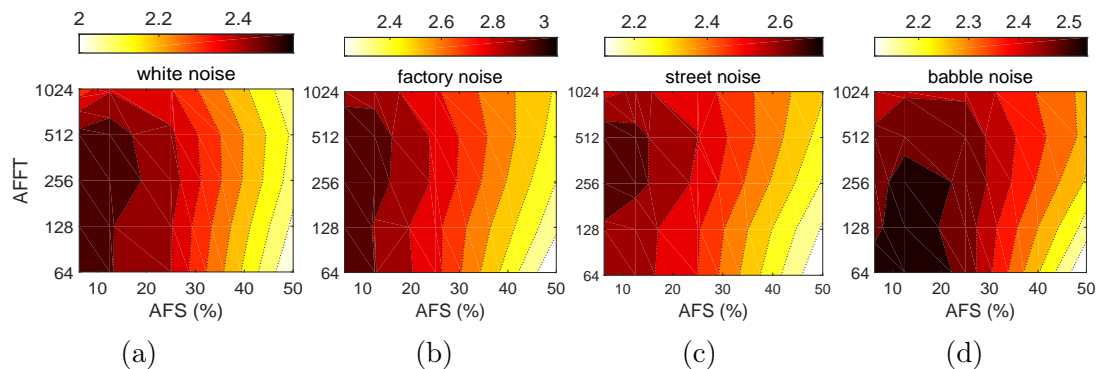 2 2.2 2.4
white noise
1024
512
256
128
64
AFFT
10 20 30 40 50
AFS (%)
(a)
2.4 2.6 2.8 3
factory noise
1024
512
256
128
64
10 20 30 40 50
AFS (%)
(b)
2.2 2.4 2.6
street noise
1024
512
256
128
64
10 20 30 40 50
AFS (%)
(c)
2.2 2.3 2.4 2.5
babble noise
1024
512
256
128
64
10 20 30 40 50
AFS (%)
(d)